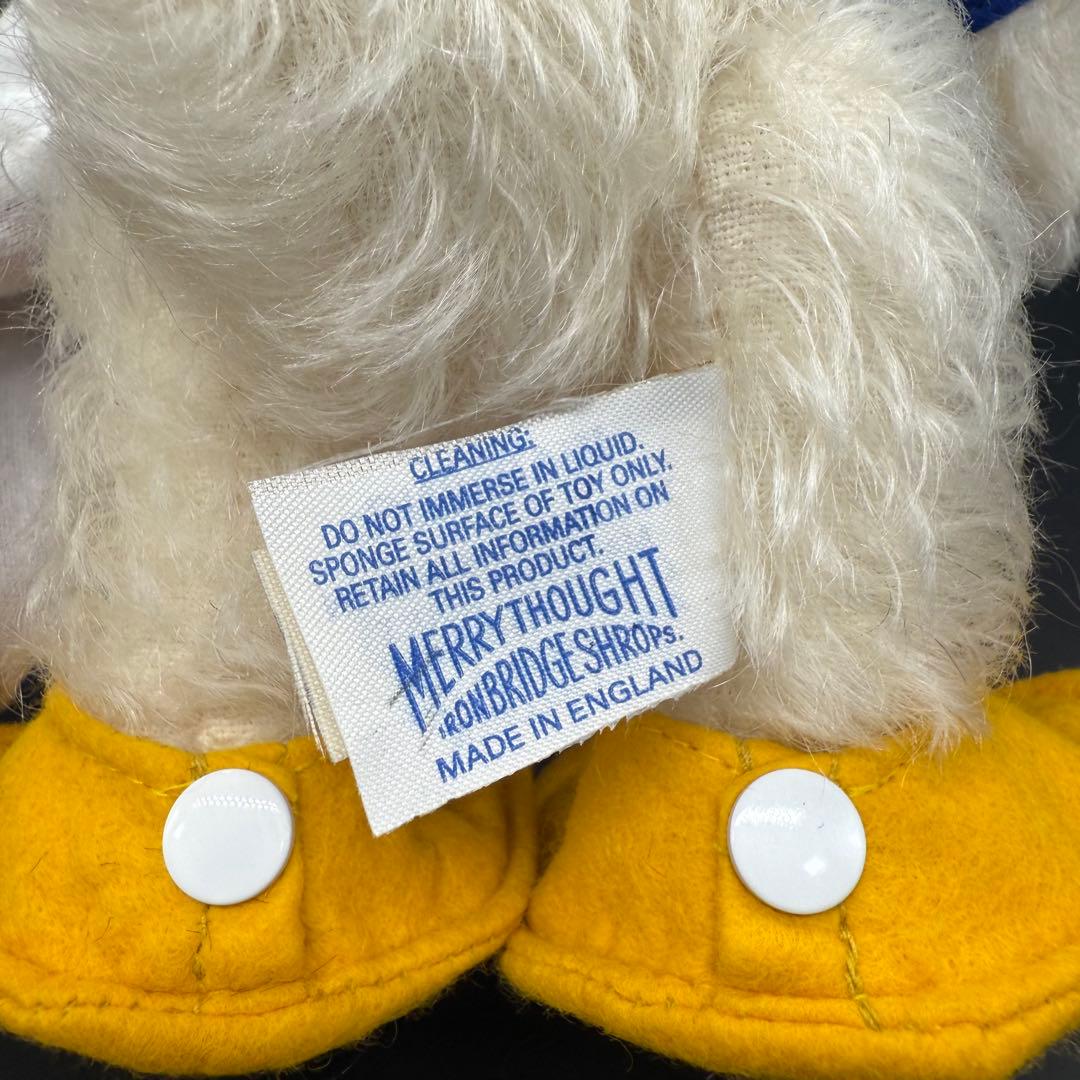 CLEANING:
DO NOT IMMERSE IN LIQUID.
SPONGE SURFACE OF TOY ONLY.
RETAIN ALL INFORMATION ON
THIS PRODUCT.
MERRYTHOUGHT
IRONBRIDGE SHROPs.
MADE IN ENGLAND